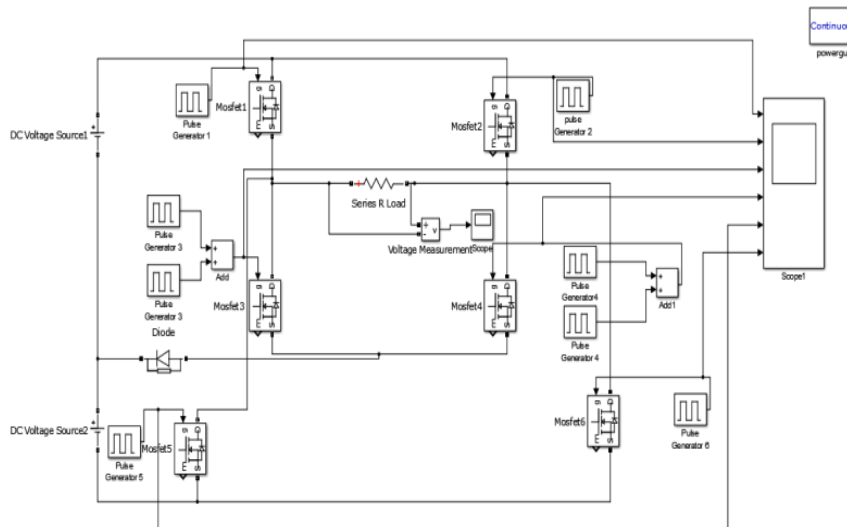 Continuou
powergu
Pulse
Generator 1
Mosfet1
Mosfet2
pulse
Generator 2
DC Voltage Source1
Series R Load
Pulse
Generator 3
Add
Voltage Measurement
Scope
Pulse
Generator 3
Mosfet3
Mosfet4
Pulse
Generator4
Add1
Pulse
Generator 4
Scope1
Diode
DC Voltage Source2
Pulse
Generator 5
Mosfet5
Mosfet6
Pulse
Generator 6